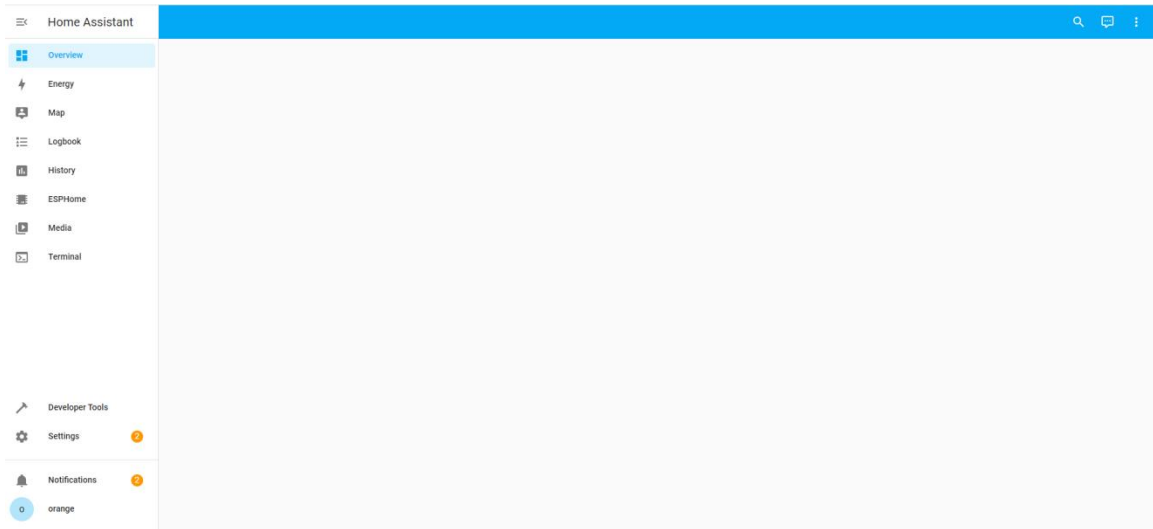 Home Assistant
Overview
Energy
Map
Logbook
History
ESPHome
Media
Terminal
Developer Tools
Settings 2
Notifications 2
o orange